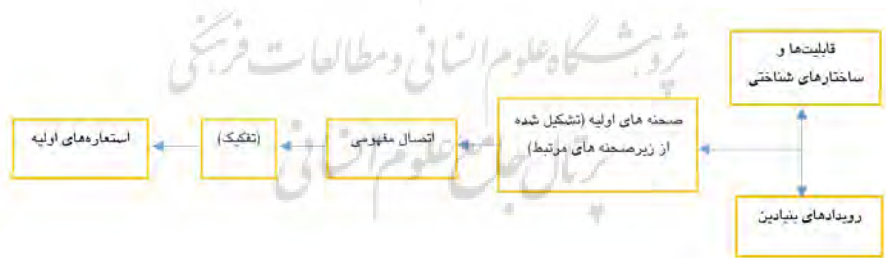 قابلیت‌ها و
ساختارهای شناختی
صحنه های اولیه (تشکیل شده
از زیرصحنه های مرتبط)
اتصال مفهومی
(تفکیک)
استعاره‌های اولیه
رویدادهای بنیادین
پژوهشگاه علوم انسانی و مطالعات فرهنگی
پرتال جامع علوم انسانی